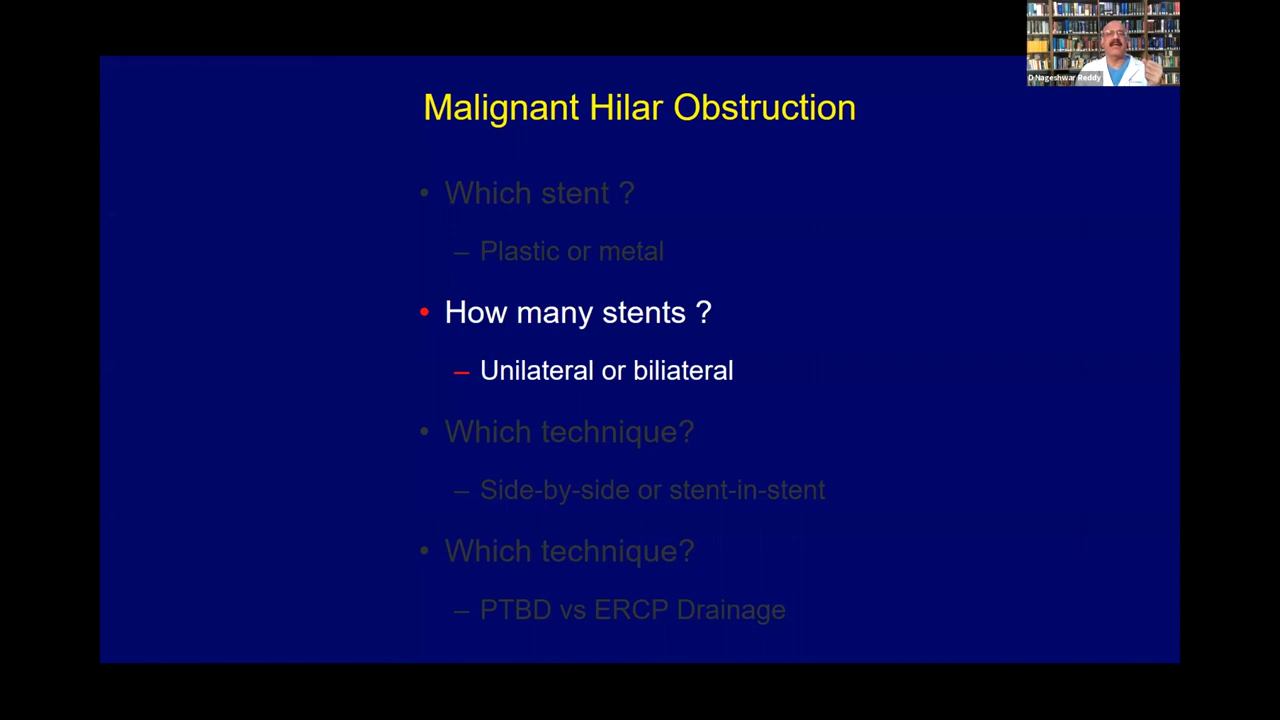 D Nageshwar Reddy
Malignant Hilar Obstruction
• Which stent ?
– Plastic or metal
• How many stents ?
– Unilateral or biliateral
• Which technique?
– Side-by-side or stent-in-stent
• Which technique?
– PTBD vs ERCP Drainage